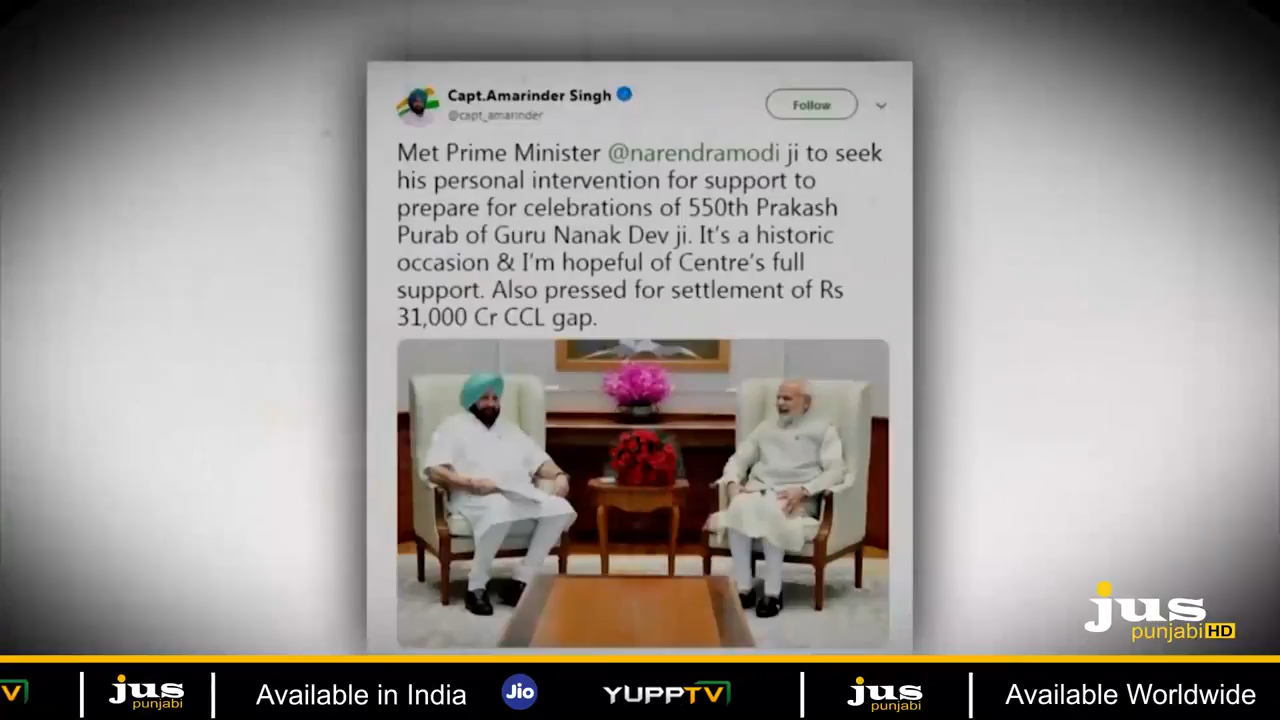 Capt.Amarinder Singh
@capt_amarinder
Follow
Met Prime Minister @narendramodi ji to seek
his personal intervention for support to
prepare for celebrations of 550th Prakash
Purab of Guru Nanak Dev ji. It's a historic
occasion & I'm hopeful of Centre's full
support. Also pressed for settlement of Rs
31,000 Cr CCL gap.
jus
punjabi HD
V
jus
punjabi
Available in India
Jio
YUPPTV
jus
punjabi
Available Worldwide